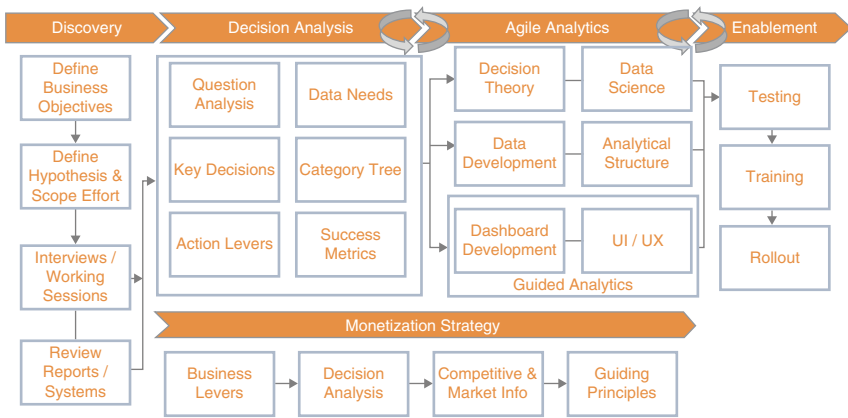 Discovery
Decision Analysis
Agile Analytics
Enablement
Define
Business
Objectives
Define
Hypothesis &
Scope Effort
Interviews /
Working
Sessions
Review
Reports /
Systems
Question
Analysis
Data Needs
Key Decisions
Category Tree
Action Levers
Success
Metrics
Decision
Theory
Data
Science
Data
Development
Analytical
Structure
Dashboard
Development
UI / UX
Guided Analytics
Testing
Training
Rollout
Monetization Strategy
Business
Levers
Decision
Analysis
Competitive &
Market Info
Guiding
Principles